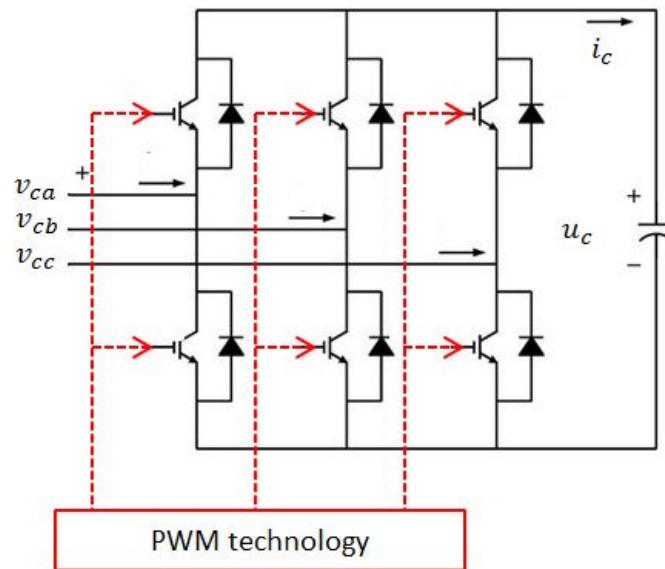 i_c
+
v_ca
v_cb
v_cc
+
u_c
−
PWM technology